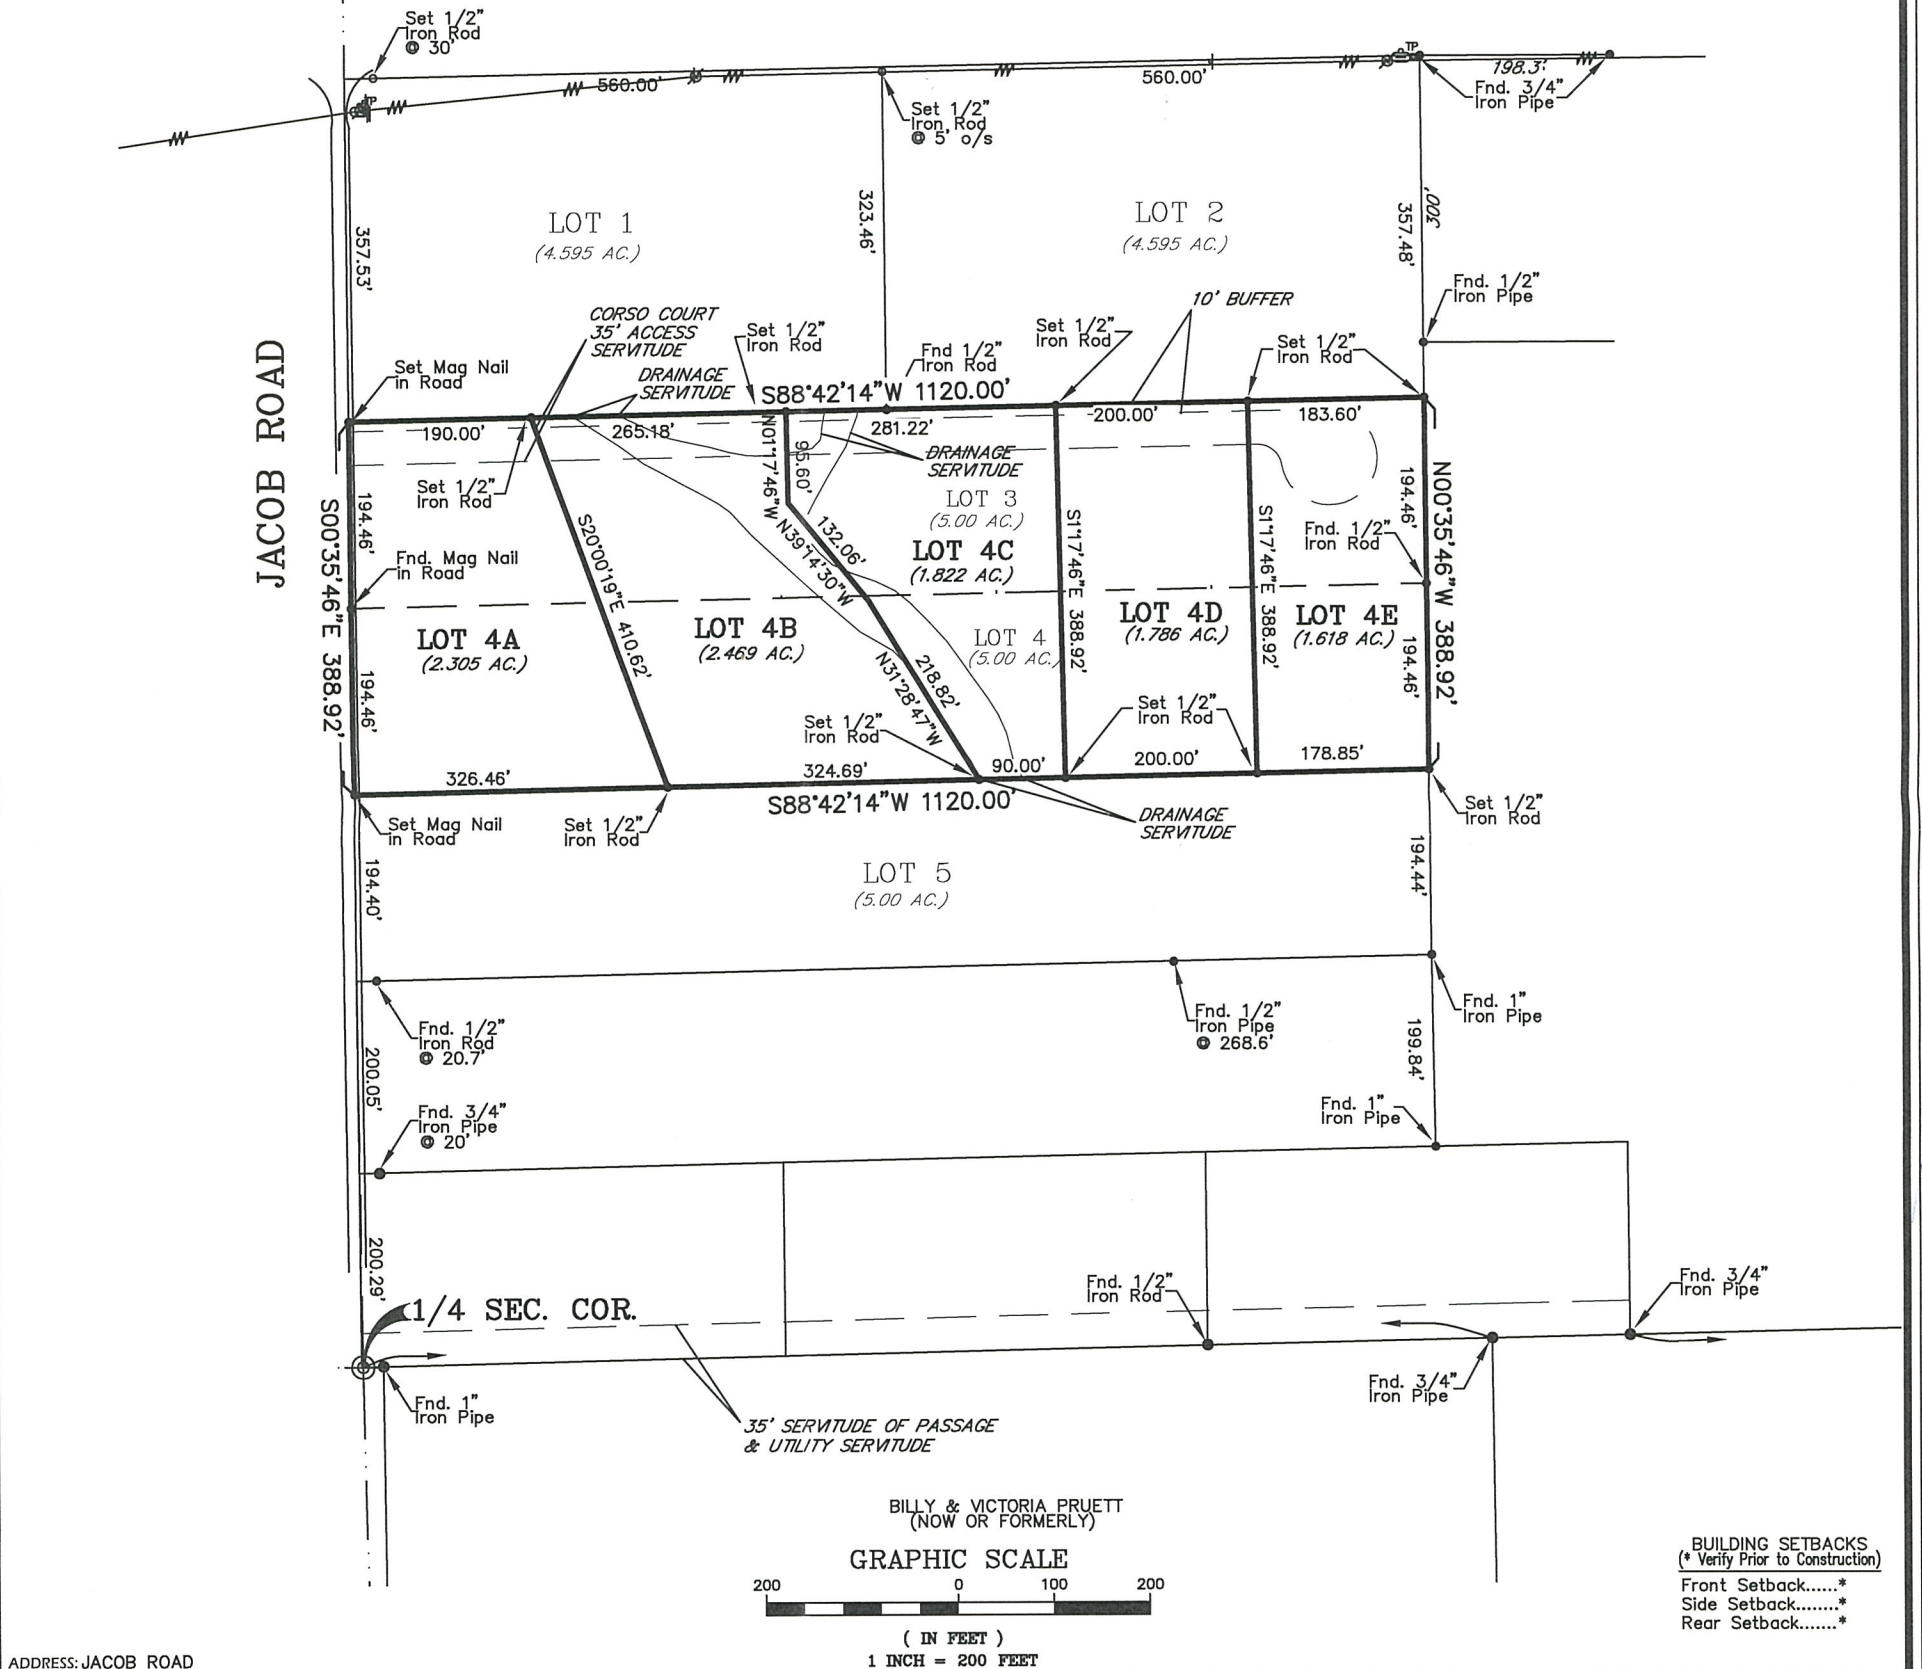 Set 1/2"
Iron Rod
@ 30'
TP
560.00'
560.00'
TP
198.3'
Fnd. 3/4"
Iron Pipe
Set 1/2"
Iron Rod
@ 5' o/s
357.53'
LOT 1
(4.595 AC.)
323.46'
LOT 2
(4.595 AC.)
300'
357.48'
Fnd. 1/2"
Iron Pipe
10' BUFFER
CORSO COURT
35' ACCESS
SERVITUDE
Set 1/2"
Iron Rod
Set 1/2"
Iron Rod
Fnd 1/2"
Iron Rod
Set 1/2"
Iron Rod
JACOB ROAD
Set Mag Nail
in Road
DRAINAGE
SERVITUDE
S88°42'14"W 1120.00'
190.00'
265.18'
281.22'
200.00'
183.60'
N01°17'46"W
95.60'
DRAINAGE
SERVITUDE
Set 1/2"
Iron Rod
LOT 3
(5.00 AC.)
194.46'
S00°35'46"E 388.92'
Fnd. Mag Nail
in Road
S20°00'19"E 410.62'
132.06'
N39°14'30"W
LOT 4C
(1.822 AC.)
S1°17'46"E 388.92'
S1°17'46"E 388.92'
Fnd. 1/2"
Iron Rod
194.46'
N00°35'46"W 388.92'
LOT 4A
(2.305 AC.)
LOT 4B
(2.469 AC.)
LOT 4
(5.00 AC.)
LOT 4D
(1.786 AC.)
LOT 4E
(1.618 AC.)
194.46'
218.82'
N31°28'47"W
194.46'
Set 1/2"
Iron Rod
Set 1/2"
Iron Rod
326.46'
324.69'
90.00'
200.00'
178.85'
S88°42'14"W 1120.00'
Set Mag Nail
in Road
Set 1/2"
Iron Rod
DRAINAGE
SERVITUDE
Set 1/2"
Iron Rod
194.40'
LOT 5
(5.00 AC.)
194.44'
Fnd. 1/2"
Iron Rod
@ 20.7'
Fnd. 1/2"
Iron Pipe
@ 268.6'
Fnd. 1"
Iron Pipe
200.05'
199.84'
Fnd. 3/4"
Iron Pipe
@ 20'
Fnd. 1"
Iron Pipe
200.29'
1/4 SEC. COR.
Fnd. 1/2"
Iron Rod
Fnd. 3/4"
Iron Pipe
Fnd. 1"
Iron Pipe
Fnd. 3/4"
Iron Pipe
35' SERVITUDE OF PASSAGE
& UTILITY SERVITUDE
BILLY & VICTORIA PRUETT
(NOW OR FORMERLY)
GRAPHIC SCALE
200 0 100 200
( IN FEET )
1 INCH = 200 FEET
BUILDING SETBACKS
(* Verify Prior to Construction)
Front Setback......*
Side Setback........*
Rear Setback.......*
ADDRESS: JACOB ROAD